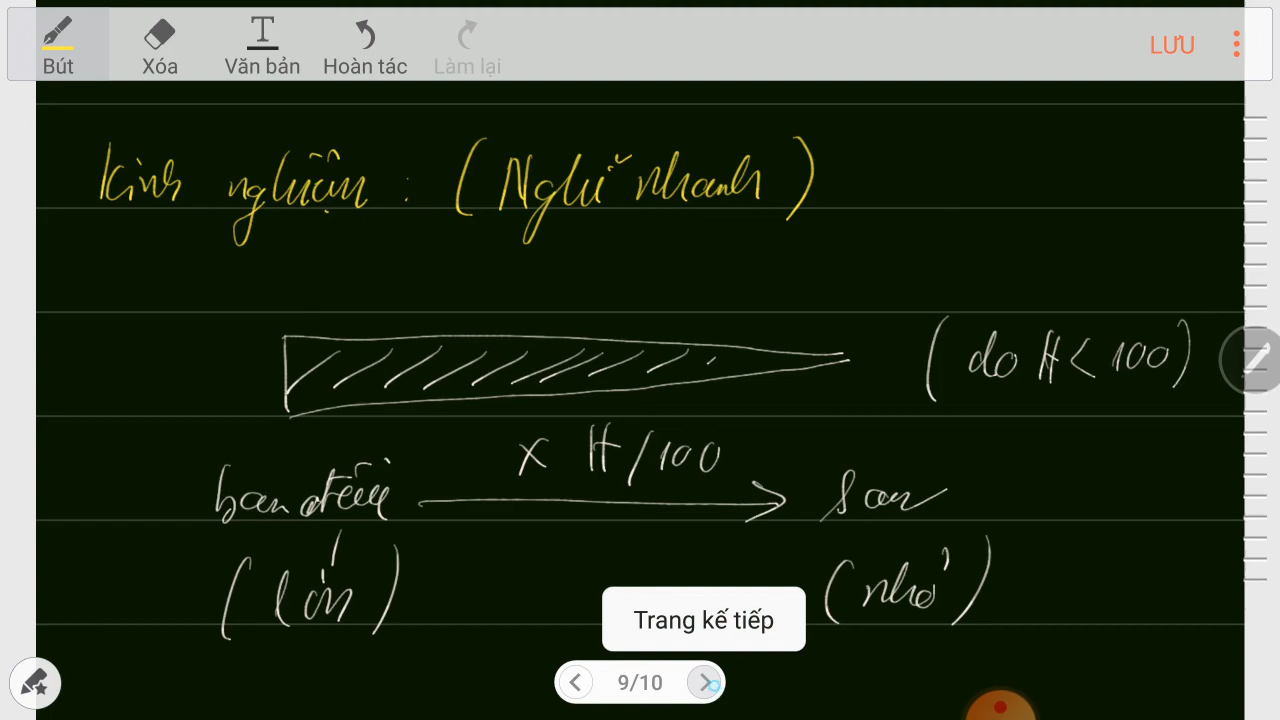 Bút Xóa Văn bản Hoàn tác Làm lại LƯU
Kinh nghiệm : (Nghĩ nhanh)
(do H < 100)
x H/100
ban đầu sau
(lớn) (nhỏ)
Trang kế tiếp
9/10